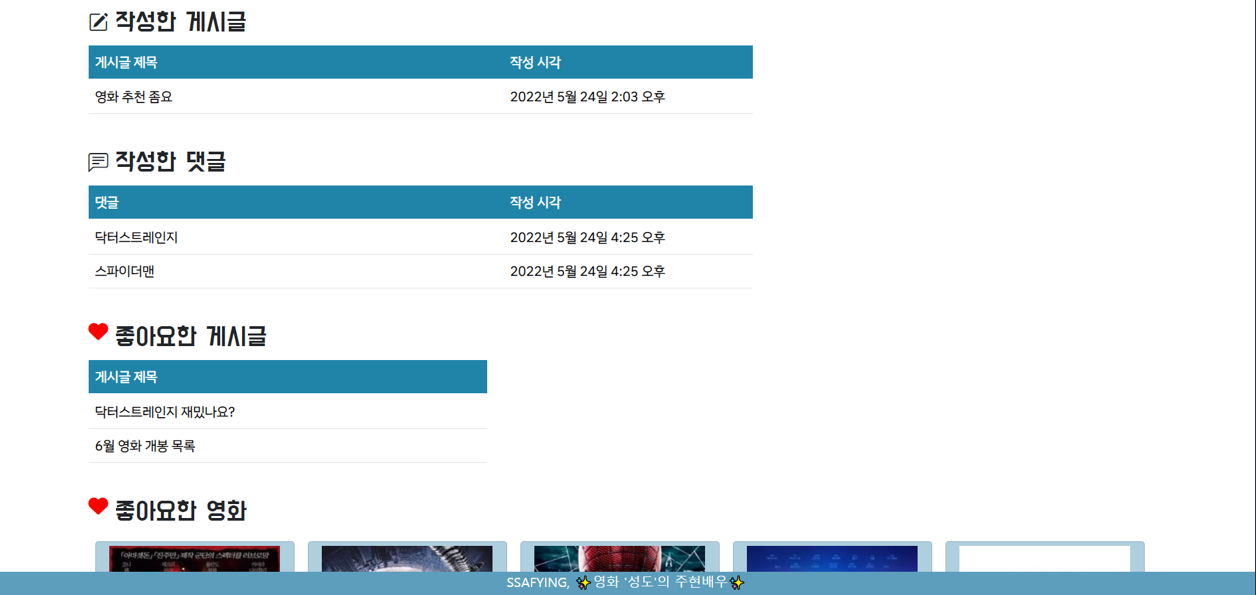 작성한 게시글
게시글 제목 작성 시각
영화 추천 좀요 2022년 5월 24일 2:03 오후
작성한 댓글
댓글 작성 시각
닥터스트레인지 2022년 5월 24일 4:25 오후
스파이더맨 2022년 5월 24일 4:25 오후
좋아요한 게시글
게시글 제목
닥터스트레인지 재밌나요?
6월 영화 개봉 목록
좋아요한 영화
SSAFYING, ✨영화 '성도'의 주현배우✨